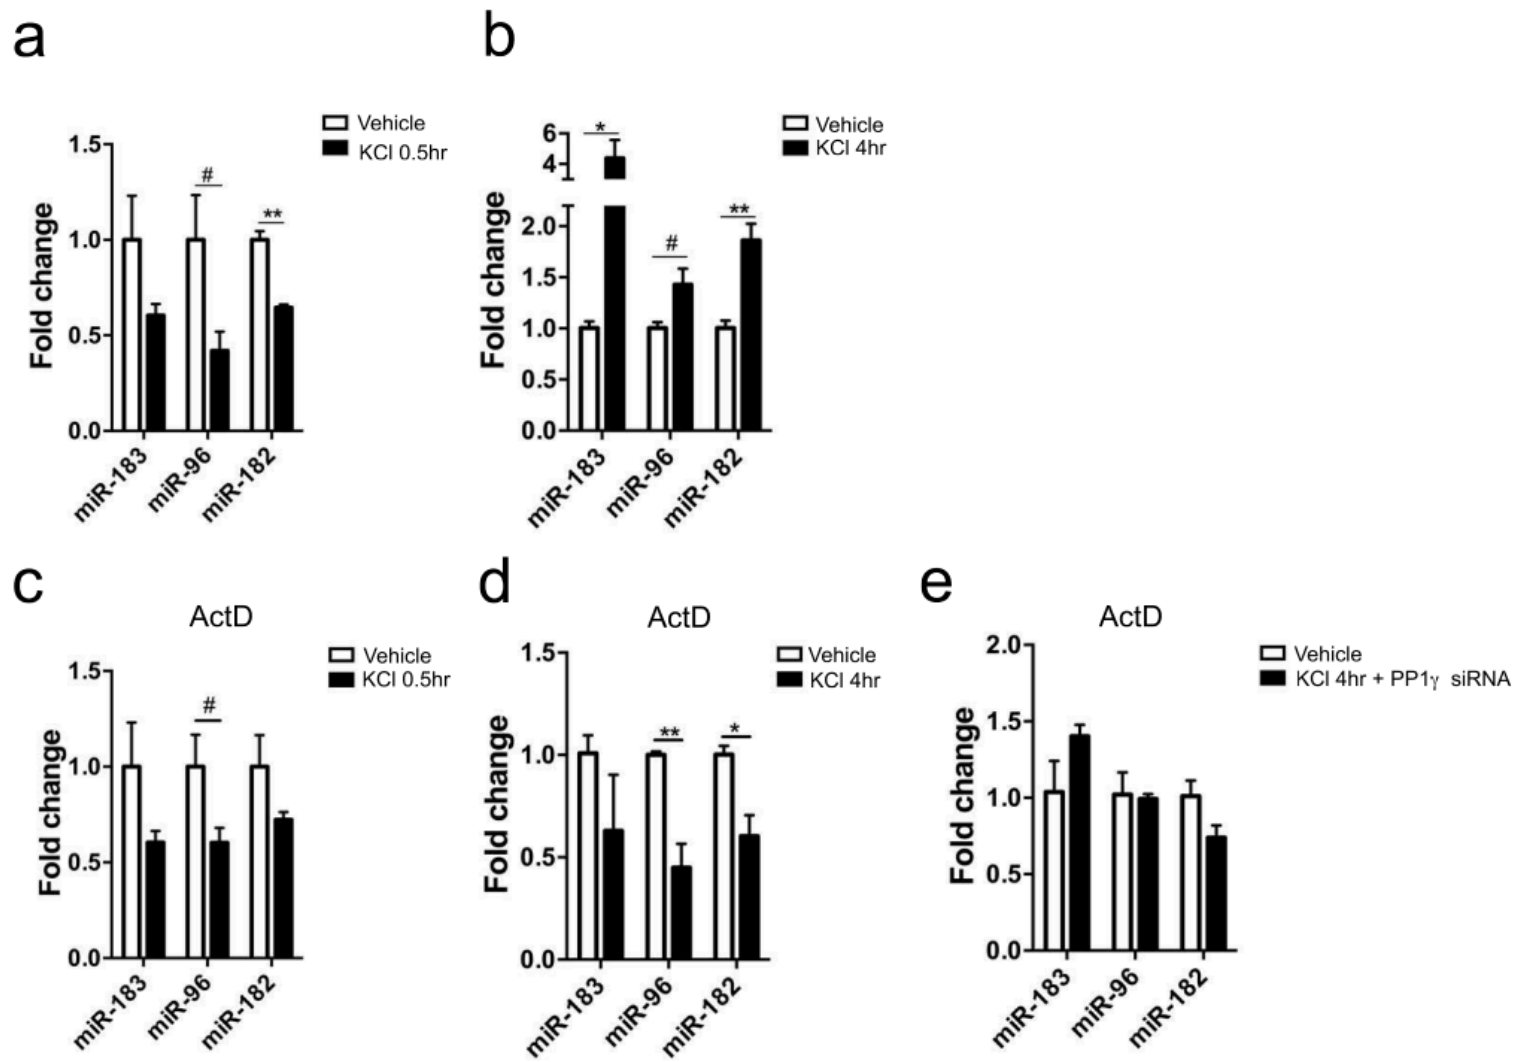 a
Vehicle
KCl 0.5hr
Fold change
1.5
1.0
0.5
0.0
#
**
miR-183
miR-96
miR-182
b
Vehicle
KCl 4hr
Fold change
6
4
2.0
1.5
1.0
0.5
0.0
*
#
**
miR-183
miR-96
miR-182
c
ActD
Vehicle
KCl 0.5hr
Fold change
1.5
1.0
0.5
0.0
#
miR-183
miR-96
miR-182
d
ActD
Vehicle
KCl 4hr
Fold change
1.5
1.0
0.5
0.0
**
*
miR-183
miR-96
miR-182
e
ActD
Vehicle
KCl 4hr + PP1γ siRNA
Fold change
2.0
1.5
1.0
0.5
0.0
miR-183
miR-96
miR-182